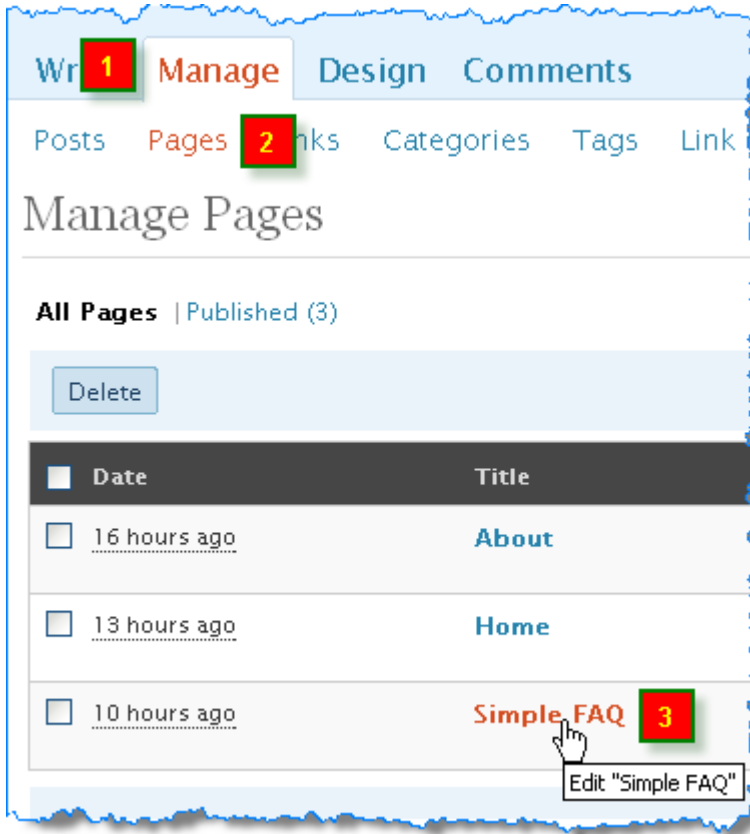 Wr 1 Manage Design Comments
Posts Pages 2 nks Categories Tags Link
Manage Pages
All Pages | Published (3)
Delete
Date Title
16 hours ago About
13 hours ago Home
10 hours ago Simple FAQ 3
Edit "Simple FAQ"